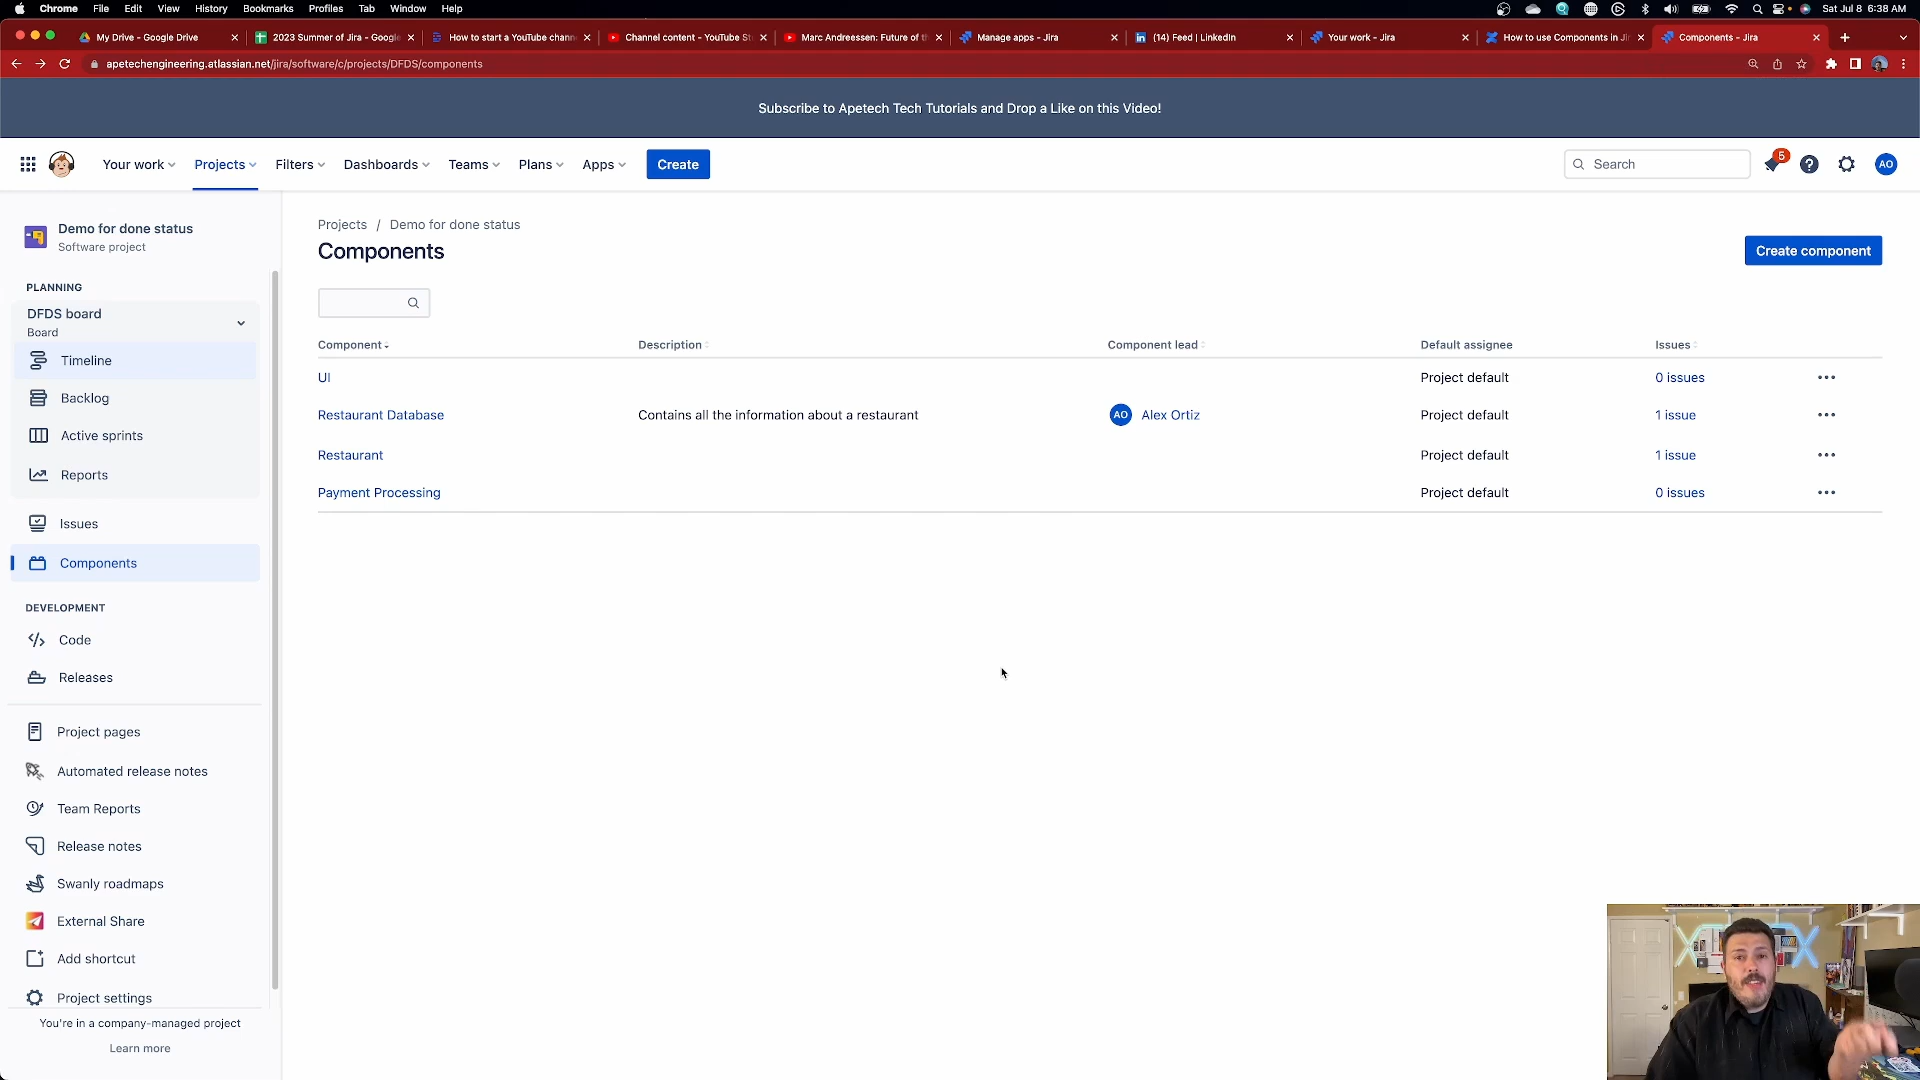 Chrome File Edit View History Bookmarks Profiles Tab Window Help Sat Jul 8 6:38 AM
My Drive - Google Drive 2023 Summer of Jira - Google How to start a YouTube chann Channel content - YouTube St Marc Andreessen: Future of th Manage apps - Jira (14) Feed | LinkedIn Your work - Jira How to use Components in Jir Components - Jira
apetechengineering.atlassian.net/jira/software/c/projects/DFDS/components
Subscribe to Apetech Tech Tutorials and Drop a Like on this Video!
Your work Projects Filters Dashboards Teams Plans Apps Create Search 5 AO
Demo for done status
Software project
PLANNING
DFDS board
Board
Timeline
Backlog
Active sprints
Reports
Issues
Components
DEVELOPMENT
Code
Releases
Project pages
Automated release notes
Team Reports
Release notes
Swanly roadmaps
External Share
Add shortcut
Project settings
You're in a company-managed project
Learn more
Projects / Demo for done status
Components
Create component
Component Description Component lead Default assignee Issues
UI Project default 0 issues
Restaurant Database Contains all the information about a restaurant AO Alex Ortiz Project default 1 issue
Restaurant Project default 1 issue
Payment Processing Project default 0 issues